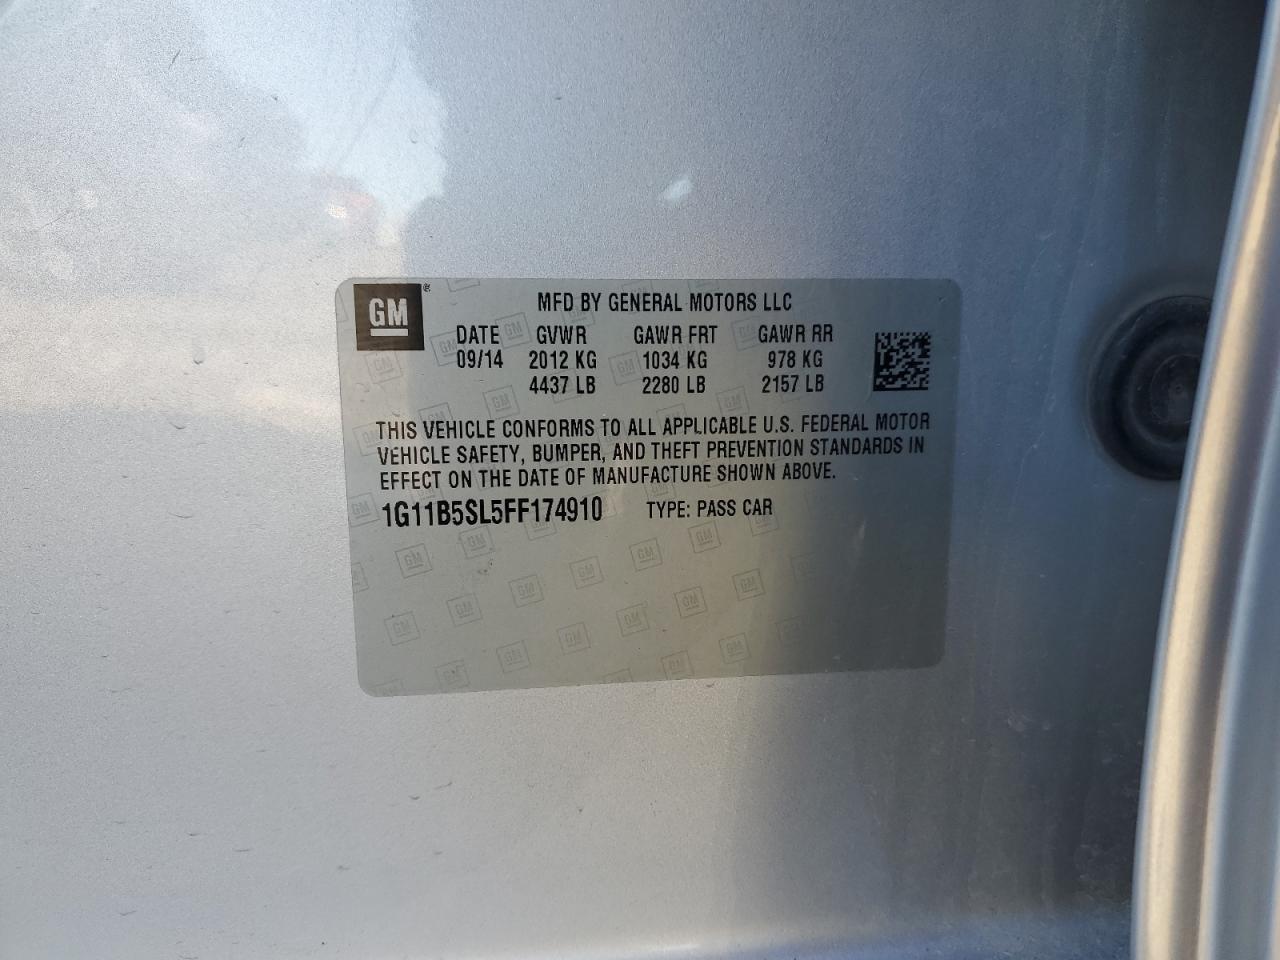 GM®
MFD BY GENERAL MOTORS LLC
DATE GVWR GAWR FRT GAWR RR
09/14 2012 KG 1034 KG 978 KG
4437 LB 2280 LB 2157 LB
THIS VEHICLE CONFORMS TO ALL APPLICABLE U.S. FEDERAL MOTOR
VEHICLE SAFETY, BUMPER, AND THEFT PREVENTION STANDARDS IN
EFFECT ON THE DATE OF MANUFACTURE SHOWN ABOVE.
1G11B5SL5FF174910 TYPE: PASS CAR